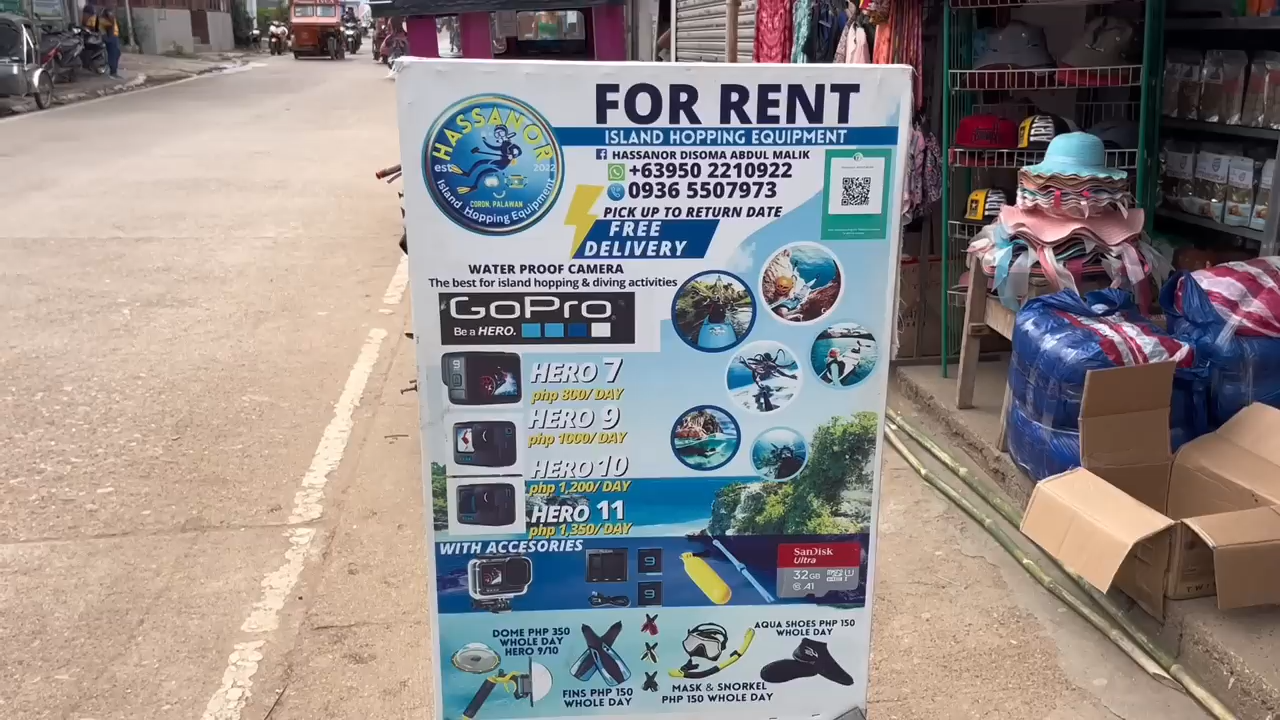 FOR RENT
ISLAND HOPPING EQUIPMENT
HASSANOR
est 2022
CORON, PALAWAN
Island Hopping Equipment
HASSANOR DISOMA ABDUL MALIK
+63950 2210922
0936 5507973
PICK UP TO RETURN DATE
FREE
DELIVERY
WATER PROOF CAMERA
The best for island hopping & diving activities
GoPro
Be a HERO.
HERO 7
php 800/ DAY
HERO 9
php 1000/ DAY
HERO 10
php 1,200/ DAY
HERO 11
php 1,350/ DAY
WITH ACCESORIES
9
9
SanDisk
Ultra
32GB
A1
DOME PHP 350
WHOLE DAY
HERO 9/10
FINS PHP 150
WHOLE DAY
MASK & SNORKEL
PHP 150 WHOLE DAY
AQUA SHOES PHP 150
WHOLE DAY
ARMY